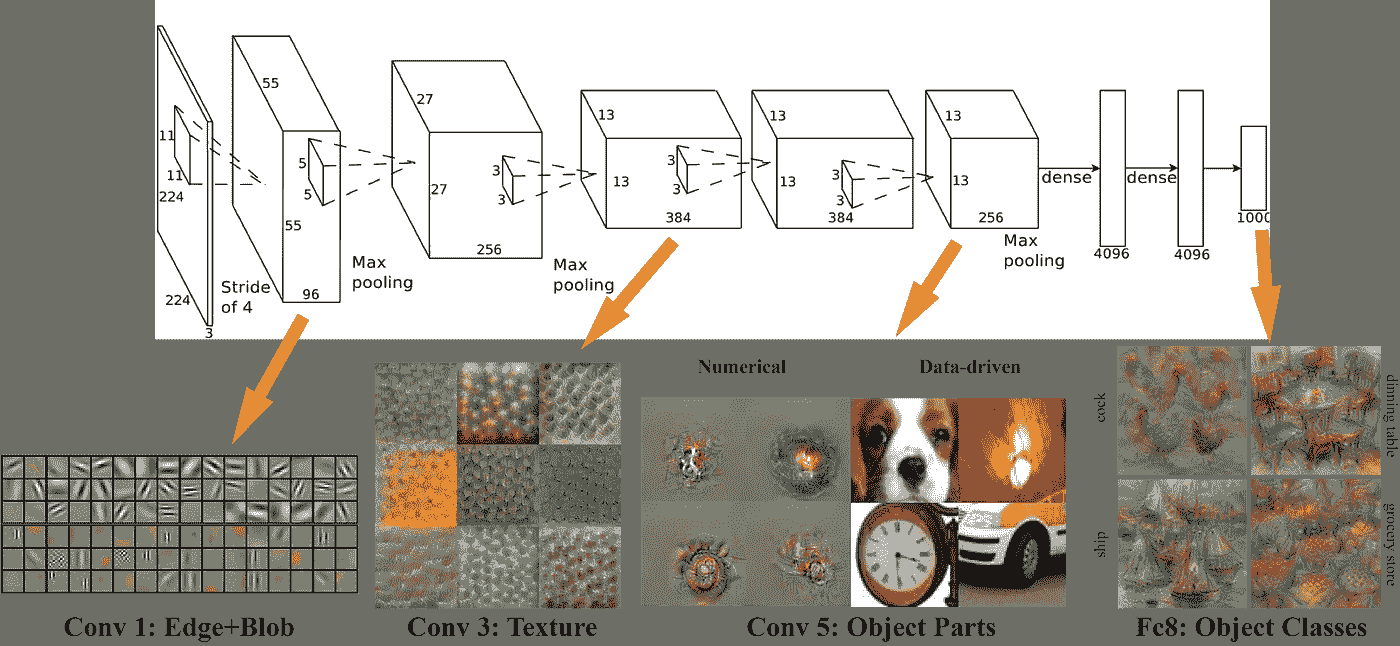 55
27
13
13
13
11
5
3
3
3
11
5
27
3
13
3
13
3
13
dense
dense
224
55
384
384
256
1000
256
Max
pooling
4096
4096
Max
pooling
Max
pooling
Stride
of 4
96
224
3
Numerical
Data-driven
cock
dinning table
ship
grocery store
Conv 1: Edge+Blob
Conv 3: Texture
Conv 5: Object Parts
Fc8: Object Classes